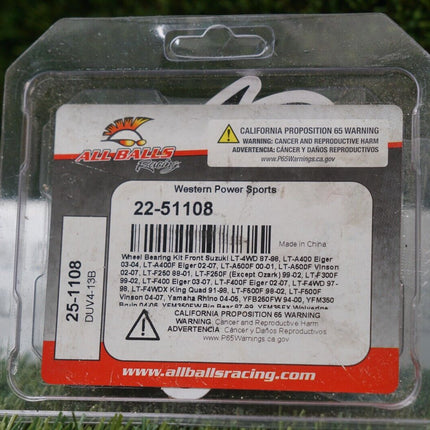 ALL BALLS
Racing
CALIFORNIA PROPOSITION 65 WARNING
WARNING: CANCER AND REPRODUCTIVE HARM
ADVERTENCIA: CÁNCER Y DAÑOS REPRODUCTIVOS
www.P65Warnings.ca.gov
Western Power Sports
22-51108
Made in China
Wheel Bearing Kit Front Suzuki LT-4WD 97-98, LT-A400 Eiger
03-04, LT-A400F Eiger 02-07, LT-A500F 00-01, LT-A500F Vinson
02-07, LT-F250 88-01, LT-F250F (Except Ozark) 99-02, LT-F300F
99-02, LT-F400 Eiger 03-07, LT-F400F Eiger 02-07, LT-F4WD 97-
98, LT-F4WDX King Quad 91-98, LT-F500F 98-02, LT-F500F
Vinson 04-07, Yamaha Rhino 04-05, YFB250FW 94-00, YFM350
CALIFORNIA PROPOSITION 65 WARNING
WARNING: Cancer and Reproductive Harm
ADVERTENCIA Cáncer y Daño Reproductivo
www.P65Warnings.ca.gov
25-1108
DUV4-13B
www.allballsracing.com